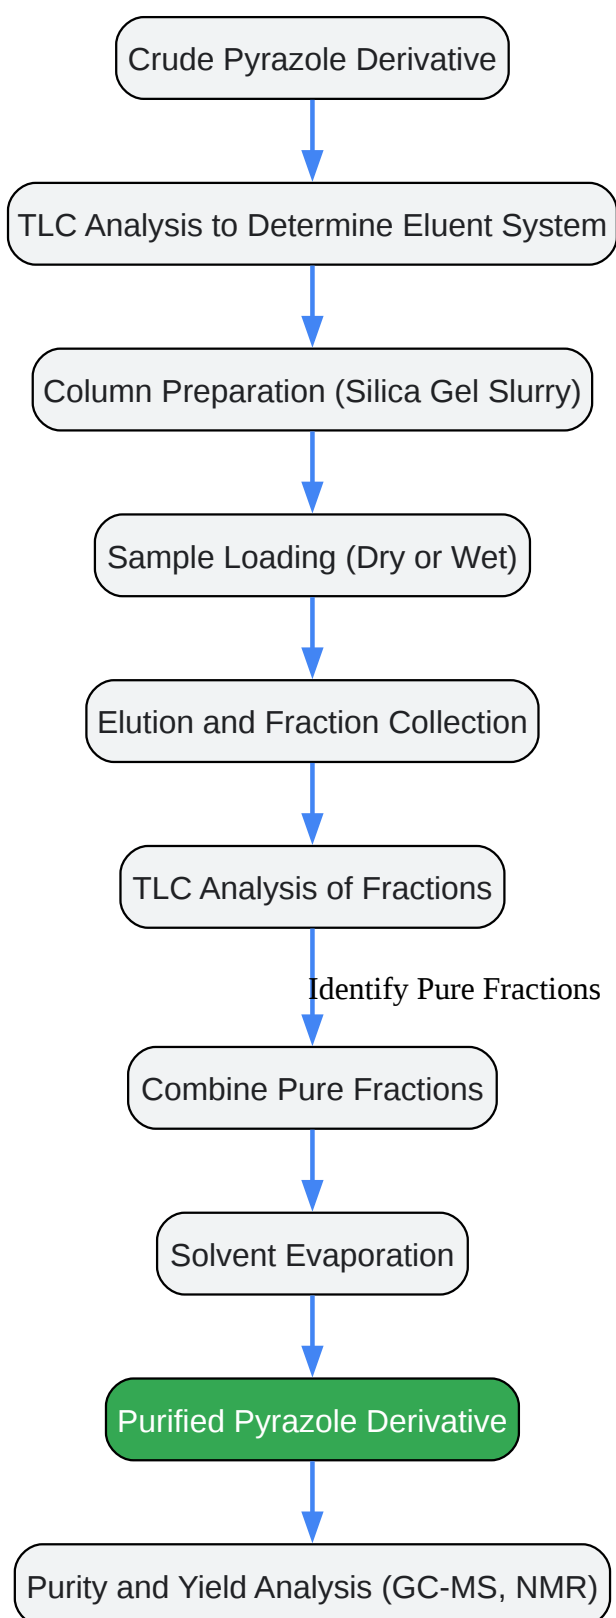 Crude Pyrazole Derivative
TLC Analysis to Determine Eluent System
Column Preparation (Silica Gel Slurry)
Sample Loading (Dry or Wet)
Elution and Fraction Collection
TLC Analysis of Fractions
Identify Pure Fractions
Combine Pure Fractions
Solvent Evaporation
Purified Pyrazole Derivative
Purity and Yield Analysis (GC-MS, NMR)